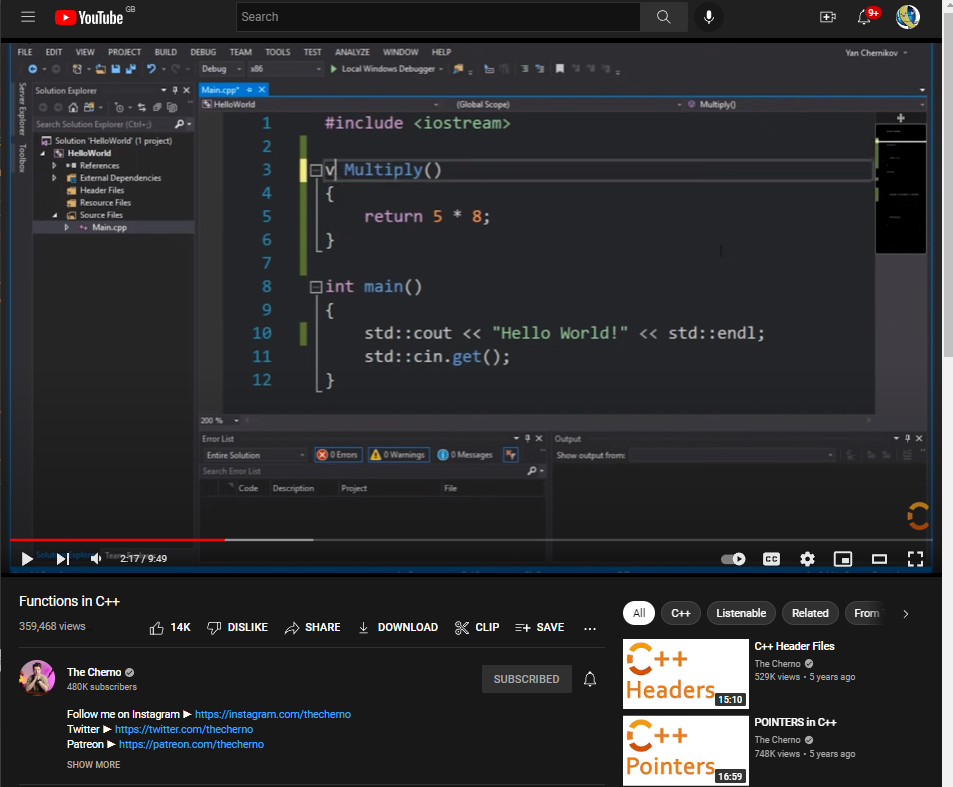 YouTube GB
Search
9+
FILE EDIT VIEW PROJECT BUILD DEBUG TEAM TOOLS TEST ANALYZE WINDOW HELP
Yan Chernikov
Debug x86 Local Windows Debugger
Server Explorer
Toolbox
Solution Explorer
Search Solution Explorer (Ctrl+;)
Solution 'HelloWorld' (1 project)
HelloWorld
References
External Dependencies
Header Files
Resource Files
Source Files
Main.cpp
Main.cpp*
HelloWorld (Global Scope) Multiply()
1 #include <iostream>
2
3 v Multiply()
4 {
5 return 5 * 8;
6 }
7
8 int main()
9 {
10 std::cout << "Hello World!" << std::endl;
11 std::cin.get();
12 }
200 %
Error List
Entire Solution 0 Errors 0 Warnings 0 Messages
Search Error List
Code Description Project File
Output
Show output from:
Solution Explorer Team Explorer
2:17 / 9:49
CC
Functions in C++
359,468 views
14K DISLIKE SHARE DOWNLOAD CLIP SAVE ...
The Cherno
480K subscribers
SUBSCRIBED
Follow me on Instagram ► https://instagram.com/thecherno
Twitter ► https://twitter.com/thecherno
Patreon ► https://patreon.com/thecherno
SHOW MORE
All C++ Listenable Related From
C++
Headers
15:10
C++ Header Files
The Cherno
529K views • 5 years ago
C++
Pointers
16:59
POINTERS in C++
The Cherno
748K views • 5 years ago